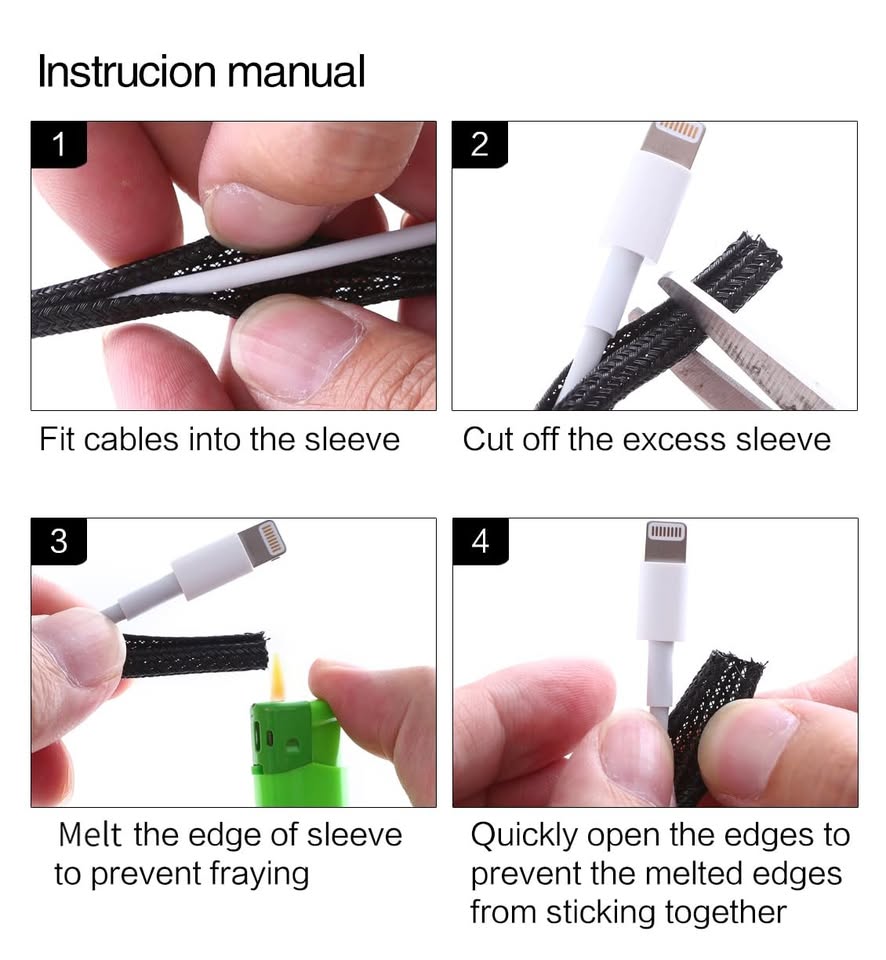 Instrucion manual
1
2
Fit cables into the sleeve
Cut off the excess sleeve
3
4
Melt the edge of sleeve
to prevent fraying
Quickly open the edges to
prevent the melted edges
from sticking together